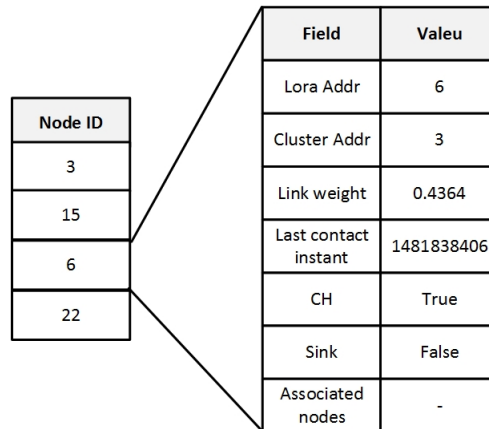 Node ID
3
15
6
22
Field Valeu
Lora Addr 6
Cluster Addr 3
Link weight 0.4364
Last contact
instant 1481838406
CH True
Sink False
Associated
nodes -